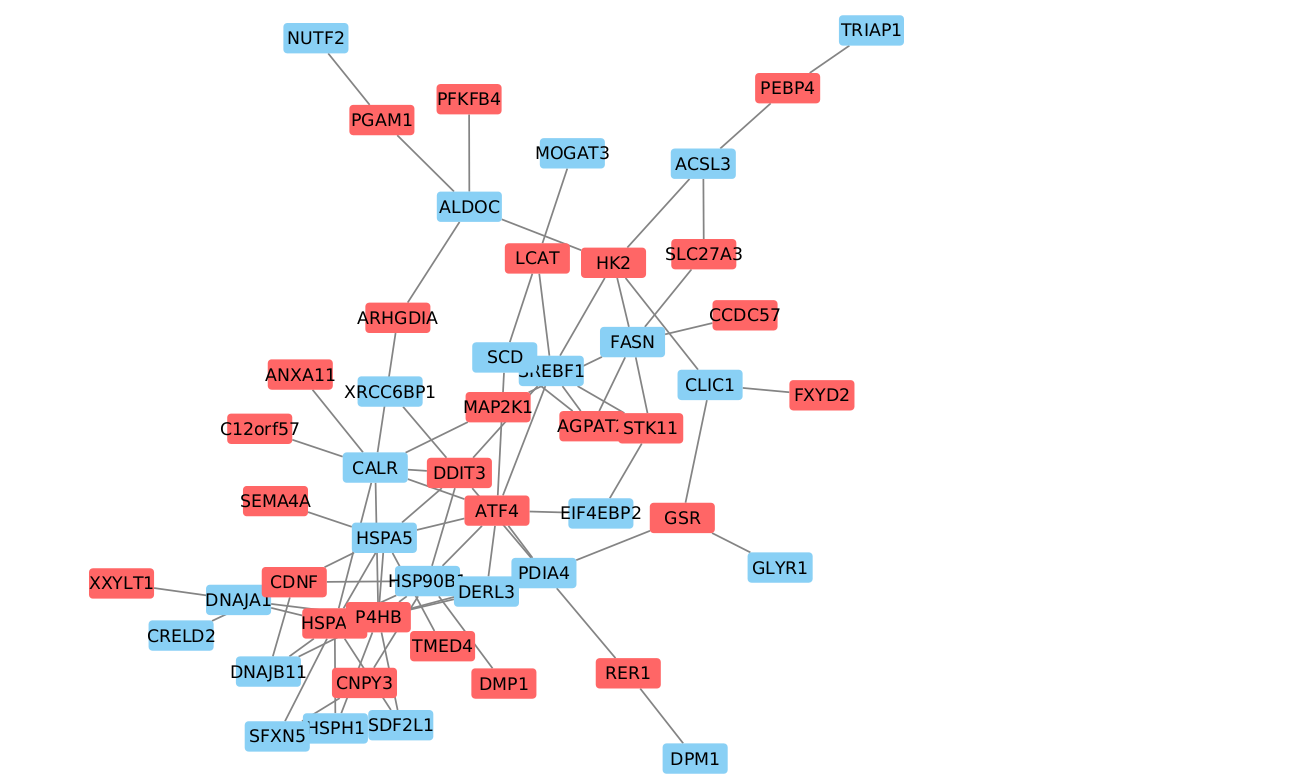 TRIAP1
NUTF2
PEBP4
PFKFB4
PGAM1
MOGAT3
ACSL3
ALDOC
SLC27A3
LCAT
HK2
CCDC57
ARHGDIA
FASN
SCD
SREBF1
ANXA11
CLIC1
XRCC6BP1
FXYD2
MAP2K1
AGPAT2
STK11
C12orf57
CALR
DDIT3
SEMA4A
ATF4
EIF4EBP2
GSR
HSPA5
GLYR1
PDIA4
XXYLT1
CDNF
HSP90B1
DERL3
DNAJA1
HSPA
P4HB
CRELD2
TMED4
DNAJB11
RER1
CNPY3
DMP1
SDF2L1
HSPH1
SFXN5
DPM1